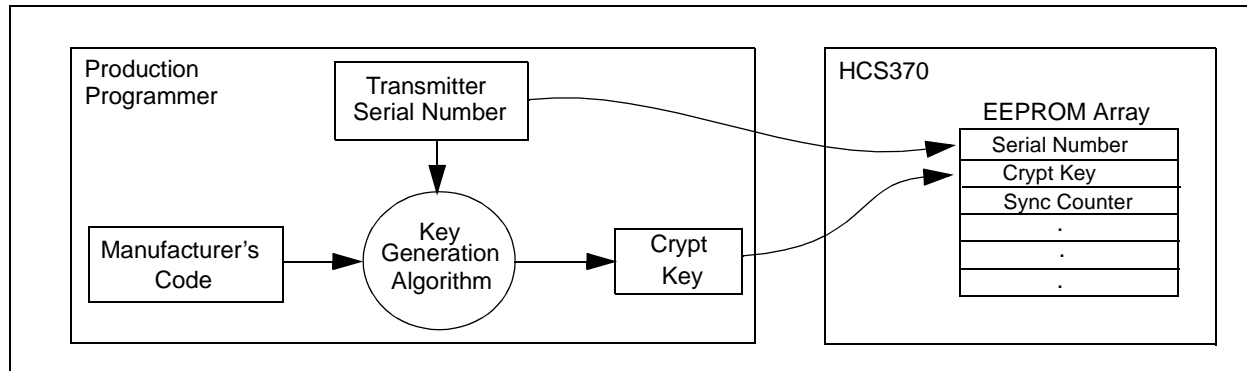 Production
Programmer
Transmitter
Serial Number
Manufacturer’s
Code
Key
Generation
Algorithm
Crypt
Key
HCS370
EEPROM Array
Serial Number
Crypt Key
Sync Counter
.
.
.